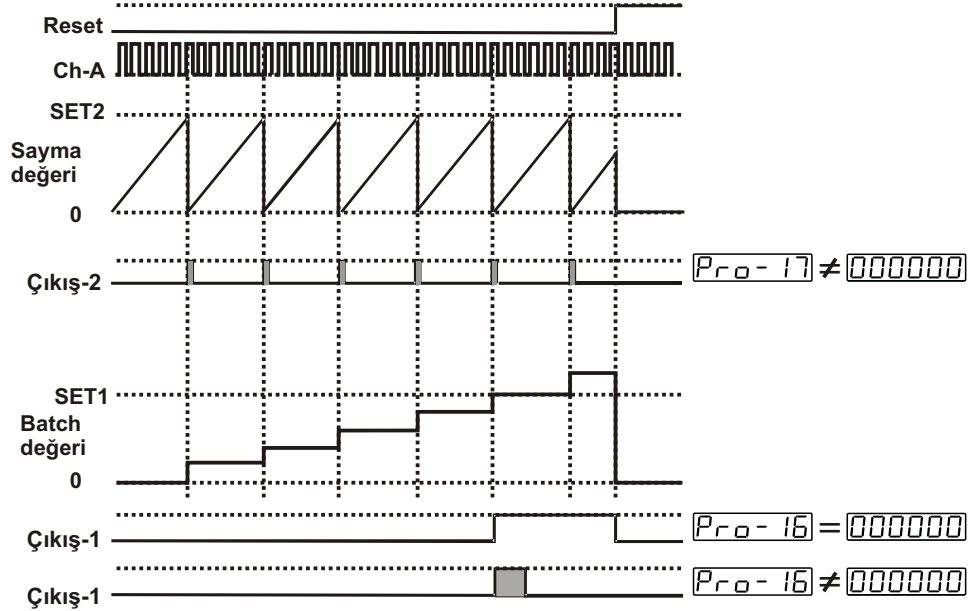 Reset
Ch-A
SET2
Sayma
değeri
0
Çıkış-2
Pro-17 ≠ 000000
SET1
Batch
değeri
0
Çıkış-1
Pro-16 = 000000
Çıkış-1
Pro-16 ≠ 000000